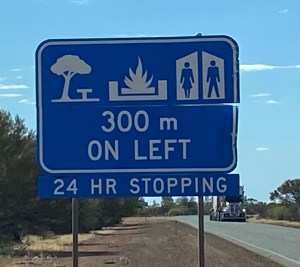 300 m
ON LEFT
24 HR STOPPING